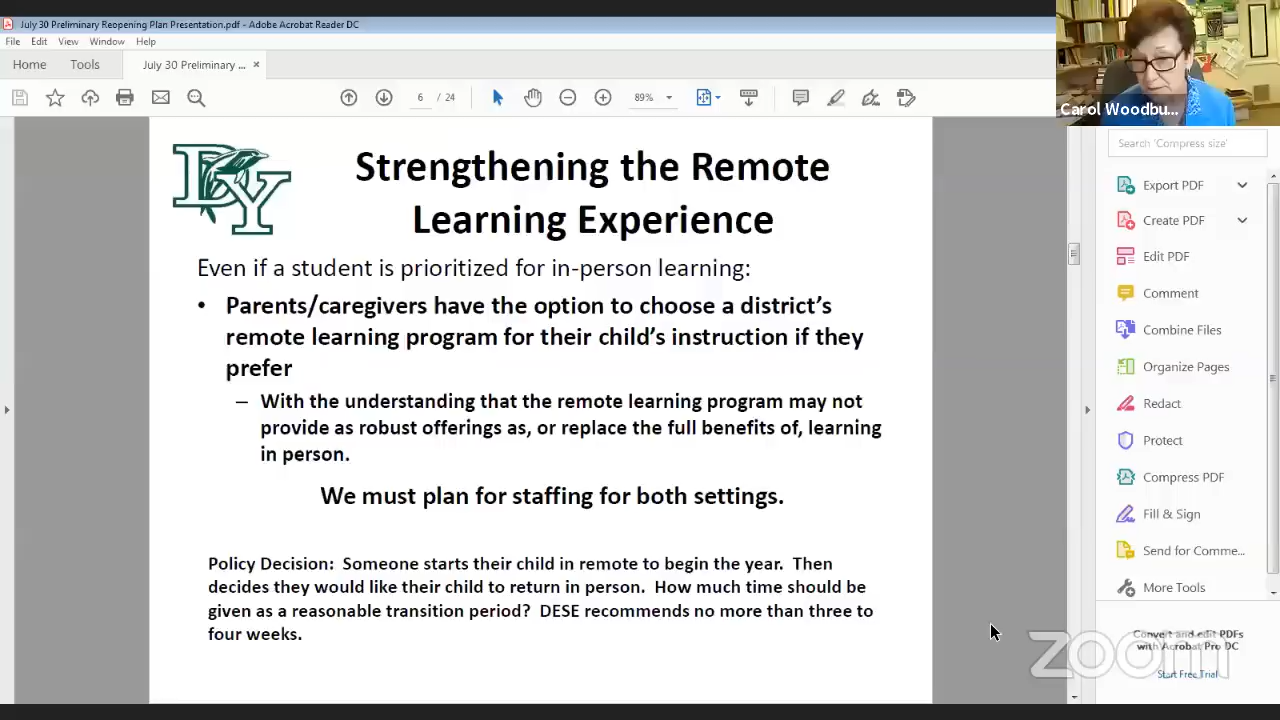 July 30 Preliminary Reopening Plan Presentation.pdf - Adobe Acrobat Reader DC
File Edit View Window Help
Home Tools July 30 Preliminary ... ×
6 / 24 89%
Carol Woodbu...
DY
Strengthening the Remote
Learning Experience
Even if a student is prioritized for in-person learning:
• Parents/caregivers have the option to choose a district's
remote learning program for their child's instruction if they
prefer
– With the understanding that the remote learning program may not
provide as robust offerings as, or replace the full benefits of, learning
in person.
We must plan for staffing for both settings.
Policy Decision: Someone starts their child in remote to begin the year. Then
decides they would like their child to return in person. How much time should be
given as a reasonable transition period? DESE recommends no more than three to
four weeks.
Search 'Compress size'
Export PDF
Create PDF
Edit PDF
Comment
Combine Files
Organize Pages
Redact
Protect
Compress PDF
Fill & Sign
Send for Comme...
More Tools
Convert and edit PDFs
with Acrobat Pro DC
Start Free Trial
zoom